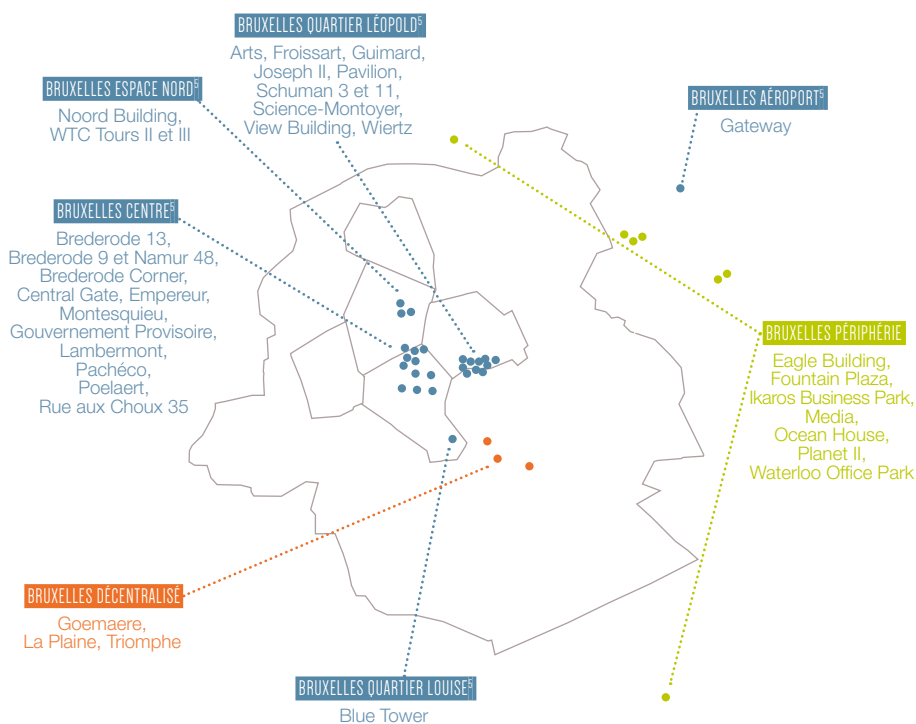 BRUXELLES QUARTIER LÉOPOLD5
Arts, Froissart, Guimard,
Joseph II, Pavilion,
Schuman 3 et 11,
Science-Montoyer,
View Building, Wiertz
BRUXELLES ESPACE NORD5
Noord Building,
WTC Tours II et III
BRUXELLES AÉROPORT5
Gateway
BRUXELLES CENTRE5
Brederode 13,
Brederode 9 et Namur 48,
Brederode Corner,
Central Gate, Empereur,
Montesquieu,
Gouvernement Provisoire,
Lambermont,
Pachéco,
Poelaert,
Rue aux Choux 35
BRUXELLES PÉRIPHÉRIE
Eagle Building,
Fountain Plaza,
Ikaros Business Park,
Media,
Ocean House,
Planet II,
Waterloo Office Park
BRUXELLES DÉCENTRALISÉ
Goemaere,
La Plaine, Triomphe
BRUXELLES QUARTIER LOUISE5
Blue Tower